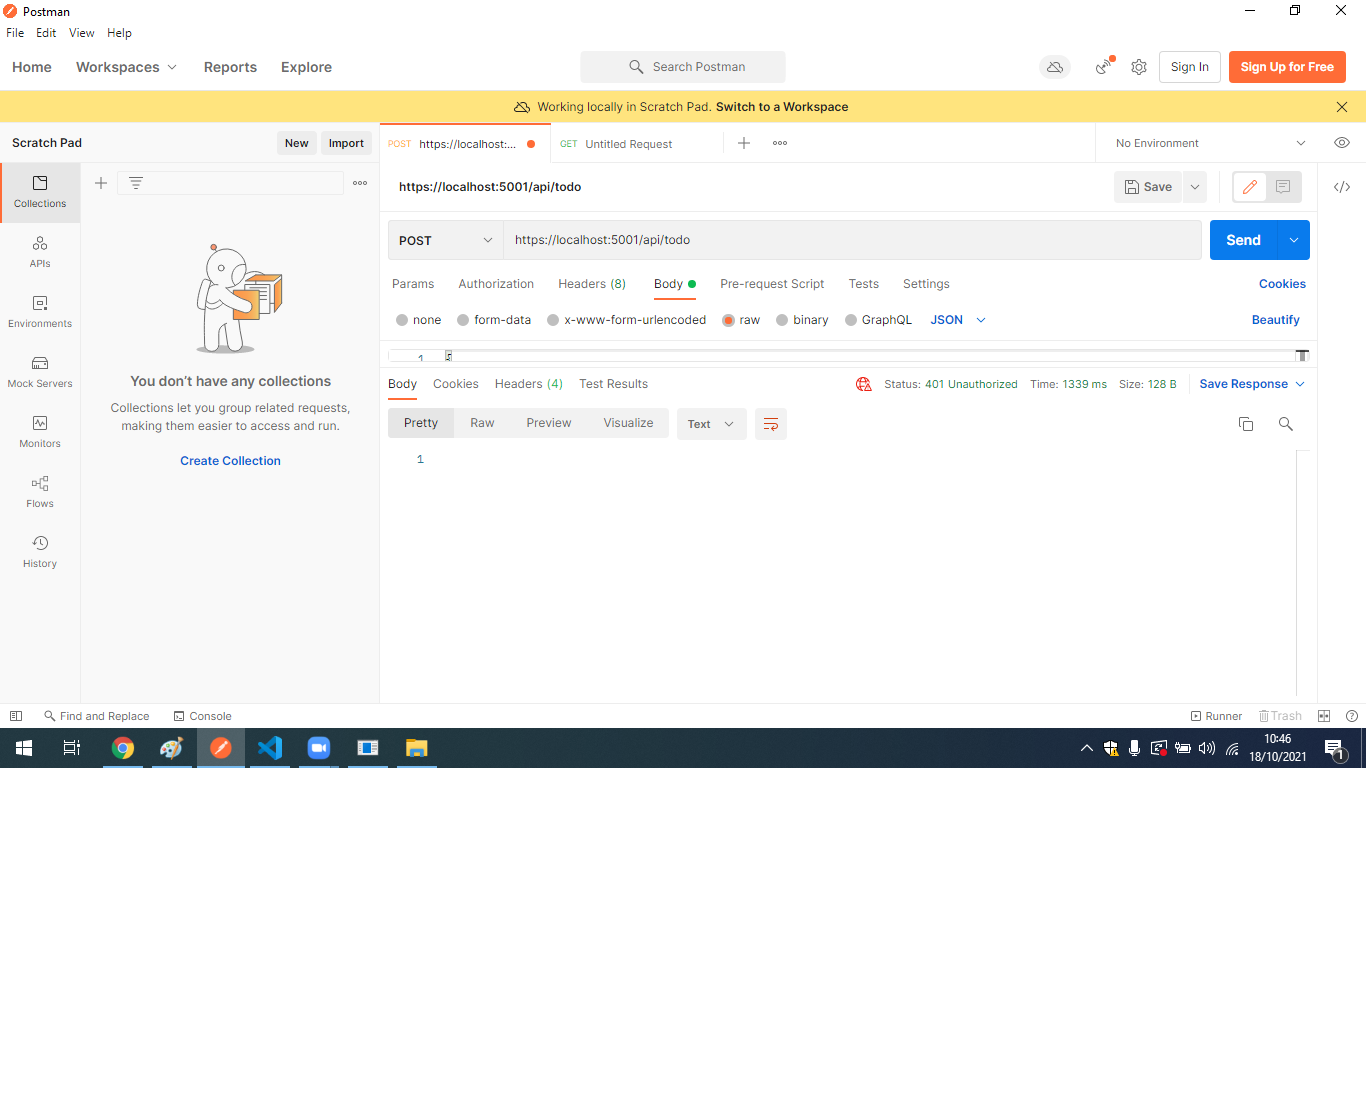 Postman
File Edit View Help
Home Workspaces Reports Explore Search Postman Sign In Sign Up for Free
Working locally in Scratch Pad. Switch to a Workspace
Scratch Pad New Import POST https://localhost:... GET Untitled Request No Environment
https://localhost:5001/api/todo Save
POST https://localhost:5001/api/todo Send
Params Authorization Headers (8) Body Pre-request Script Tests Settings Cookies
none form-data x-www-form-urlencoded raw binary GraphQL JSON Beautify
1
Body Cookies Headers (4) Test Results Status: 401 Unauthorized Time: 1339 ms Size: 128 B Save Response
Pretty Raw Preview Visualize Text
1
Collections
APIs
Environments
Mock Servers
Monitors
Flows
History
You don't have any collections
Collections let you group related requests,
making them easier to access and run.
Create Collection
Find and Replace Console Runner Trash
10:46
18/10/2021
1